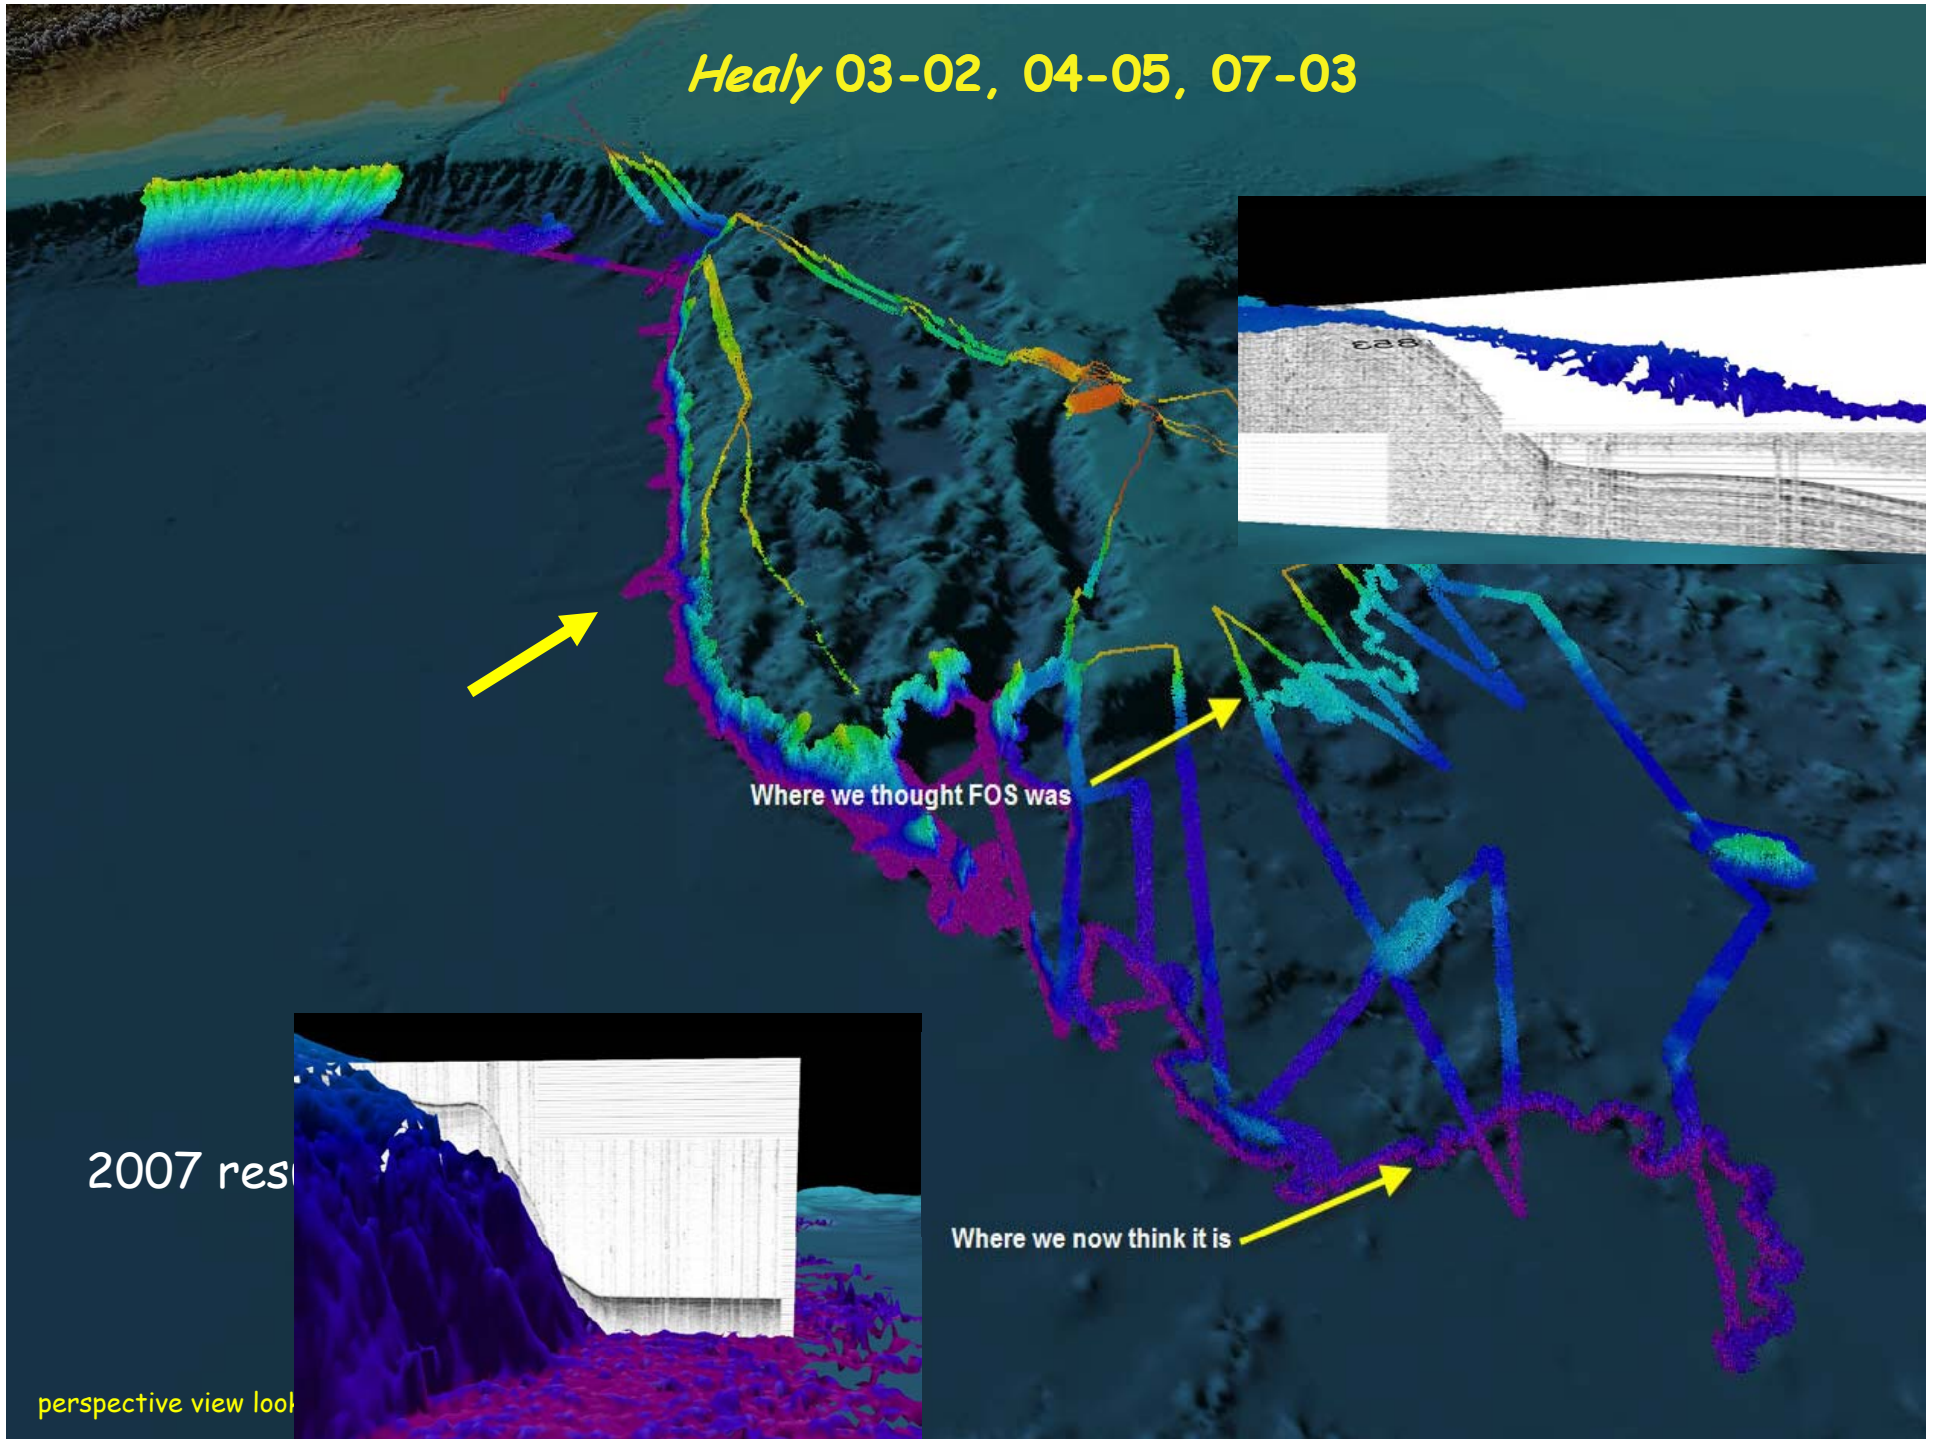 Healy 03-02, 04-05, 07-03
Where we thought FOS was
Where we now think it is
2007 res
perspective view look